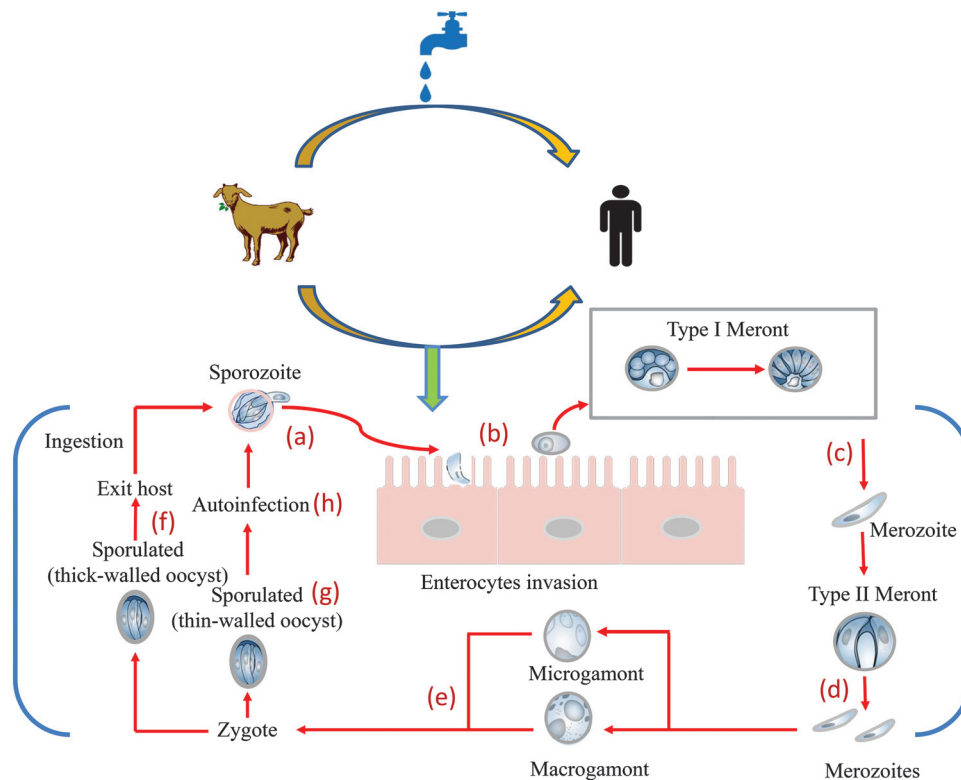 Type I Meront
Sporozoite
(a)
(b)
Ingestion
(c)
Exit host
Autoinfection (h)
Merozoite
(f)
Sporulated
(thick-walled oocyst)
Enterocytes invasion
Sporulated (g)
(thin-walled oocyst)
Type II Meront
Microgamont
(d)
(e)
Zygote
Macrogamont
Merozoites